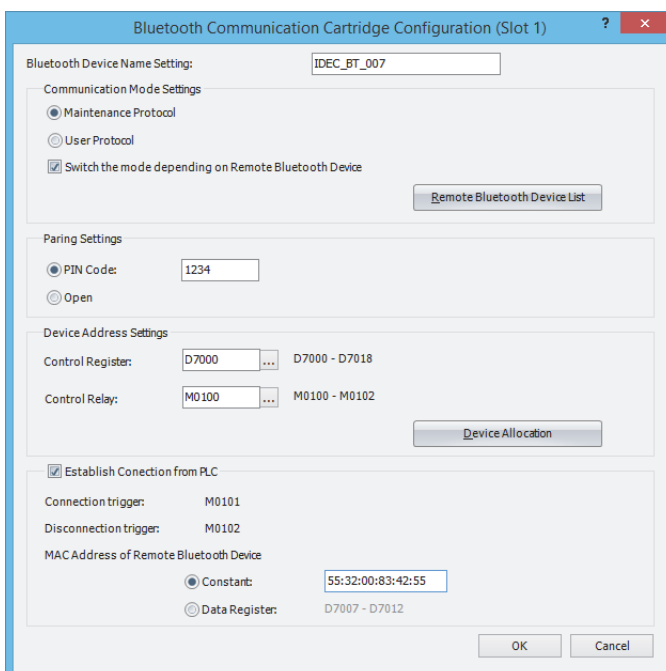 Bluetooth Communication Cartridge Configuration (Slot 1) ? ×
Bluetooth Device Name Setting: IDEC_BT_007
Communication Mode Settings
Maintenance Protocol
User Protocol
Switch the mode depending on Remote Bluetooth Device
Remote Bluetooth Device List
Paring Settings
PIN Code: 1234
Open
Device Address Settings
Control Register: D7000 ... D7000 - D7018
Control Relay: M0100 ... M0100 - M0102
Device Allocation
Establish Conection from PLC
Connection trigger: M0101
Disconnection trigger: M0102
MAC Address of Remote Bluetooth Device
Constant: 55:32:00:83:42:55
Data Register: D7007 - D7012
OK Cancel